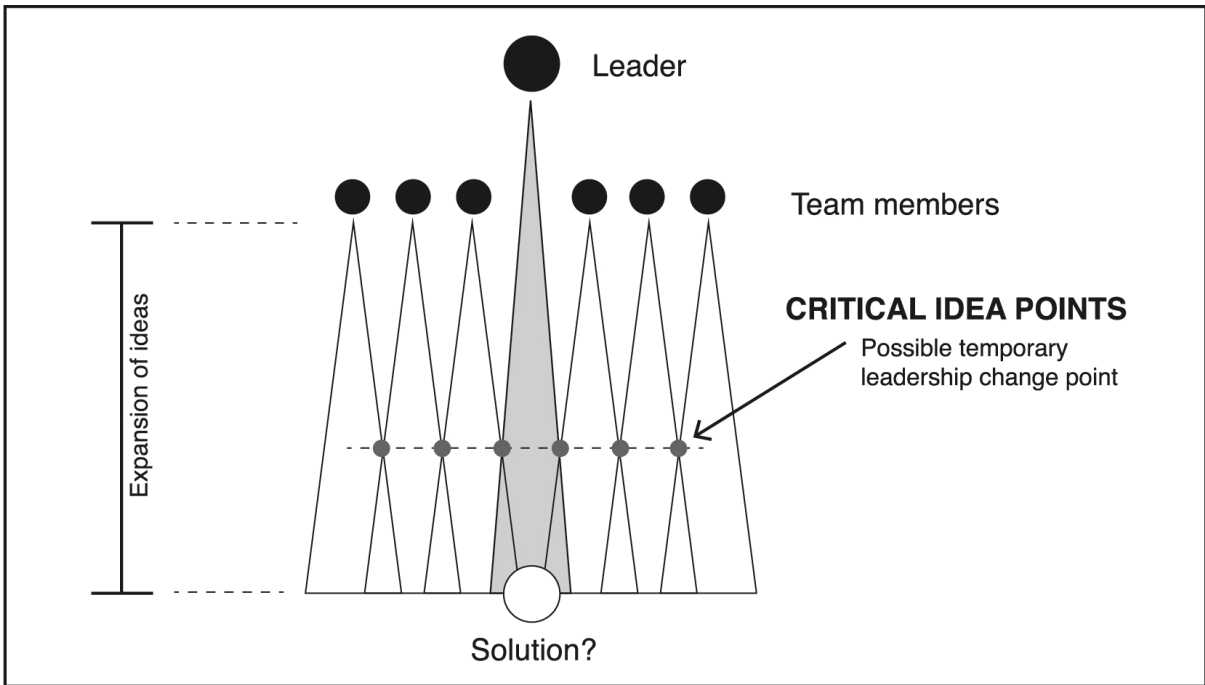 Leader
Team members
Expansion of ideas
CRITICAL IDEA POINTS
Possible temporary
leadership change point
Solution?